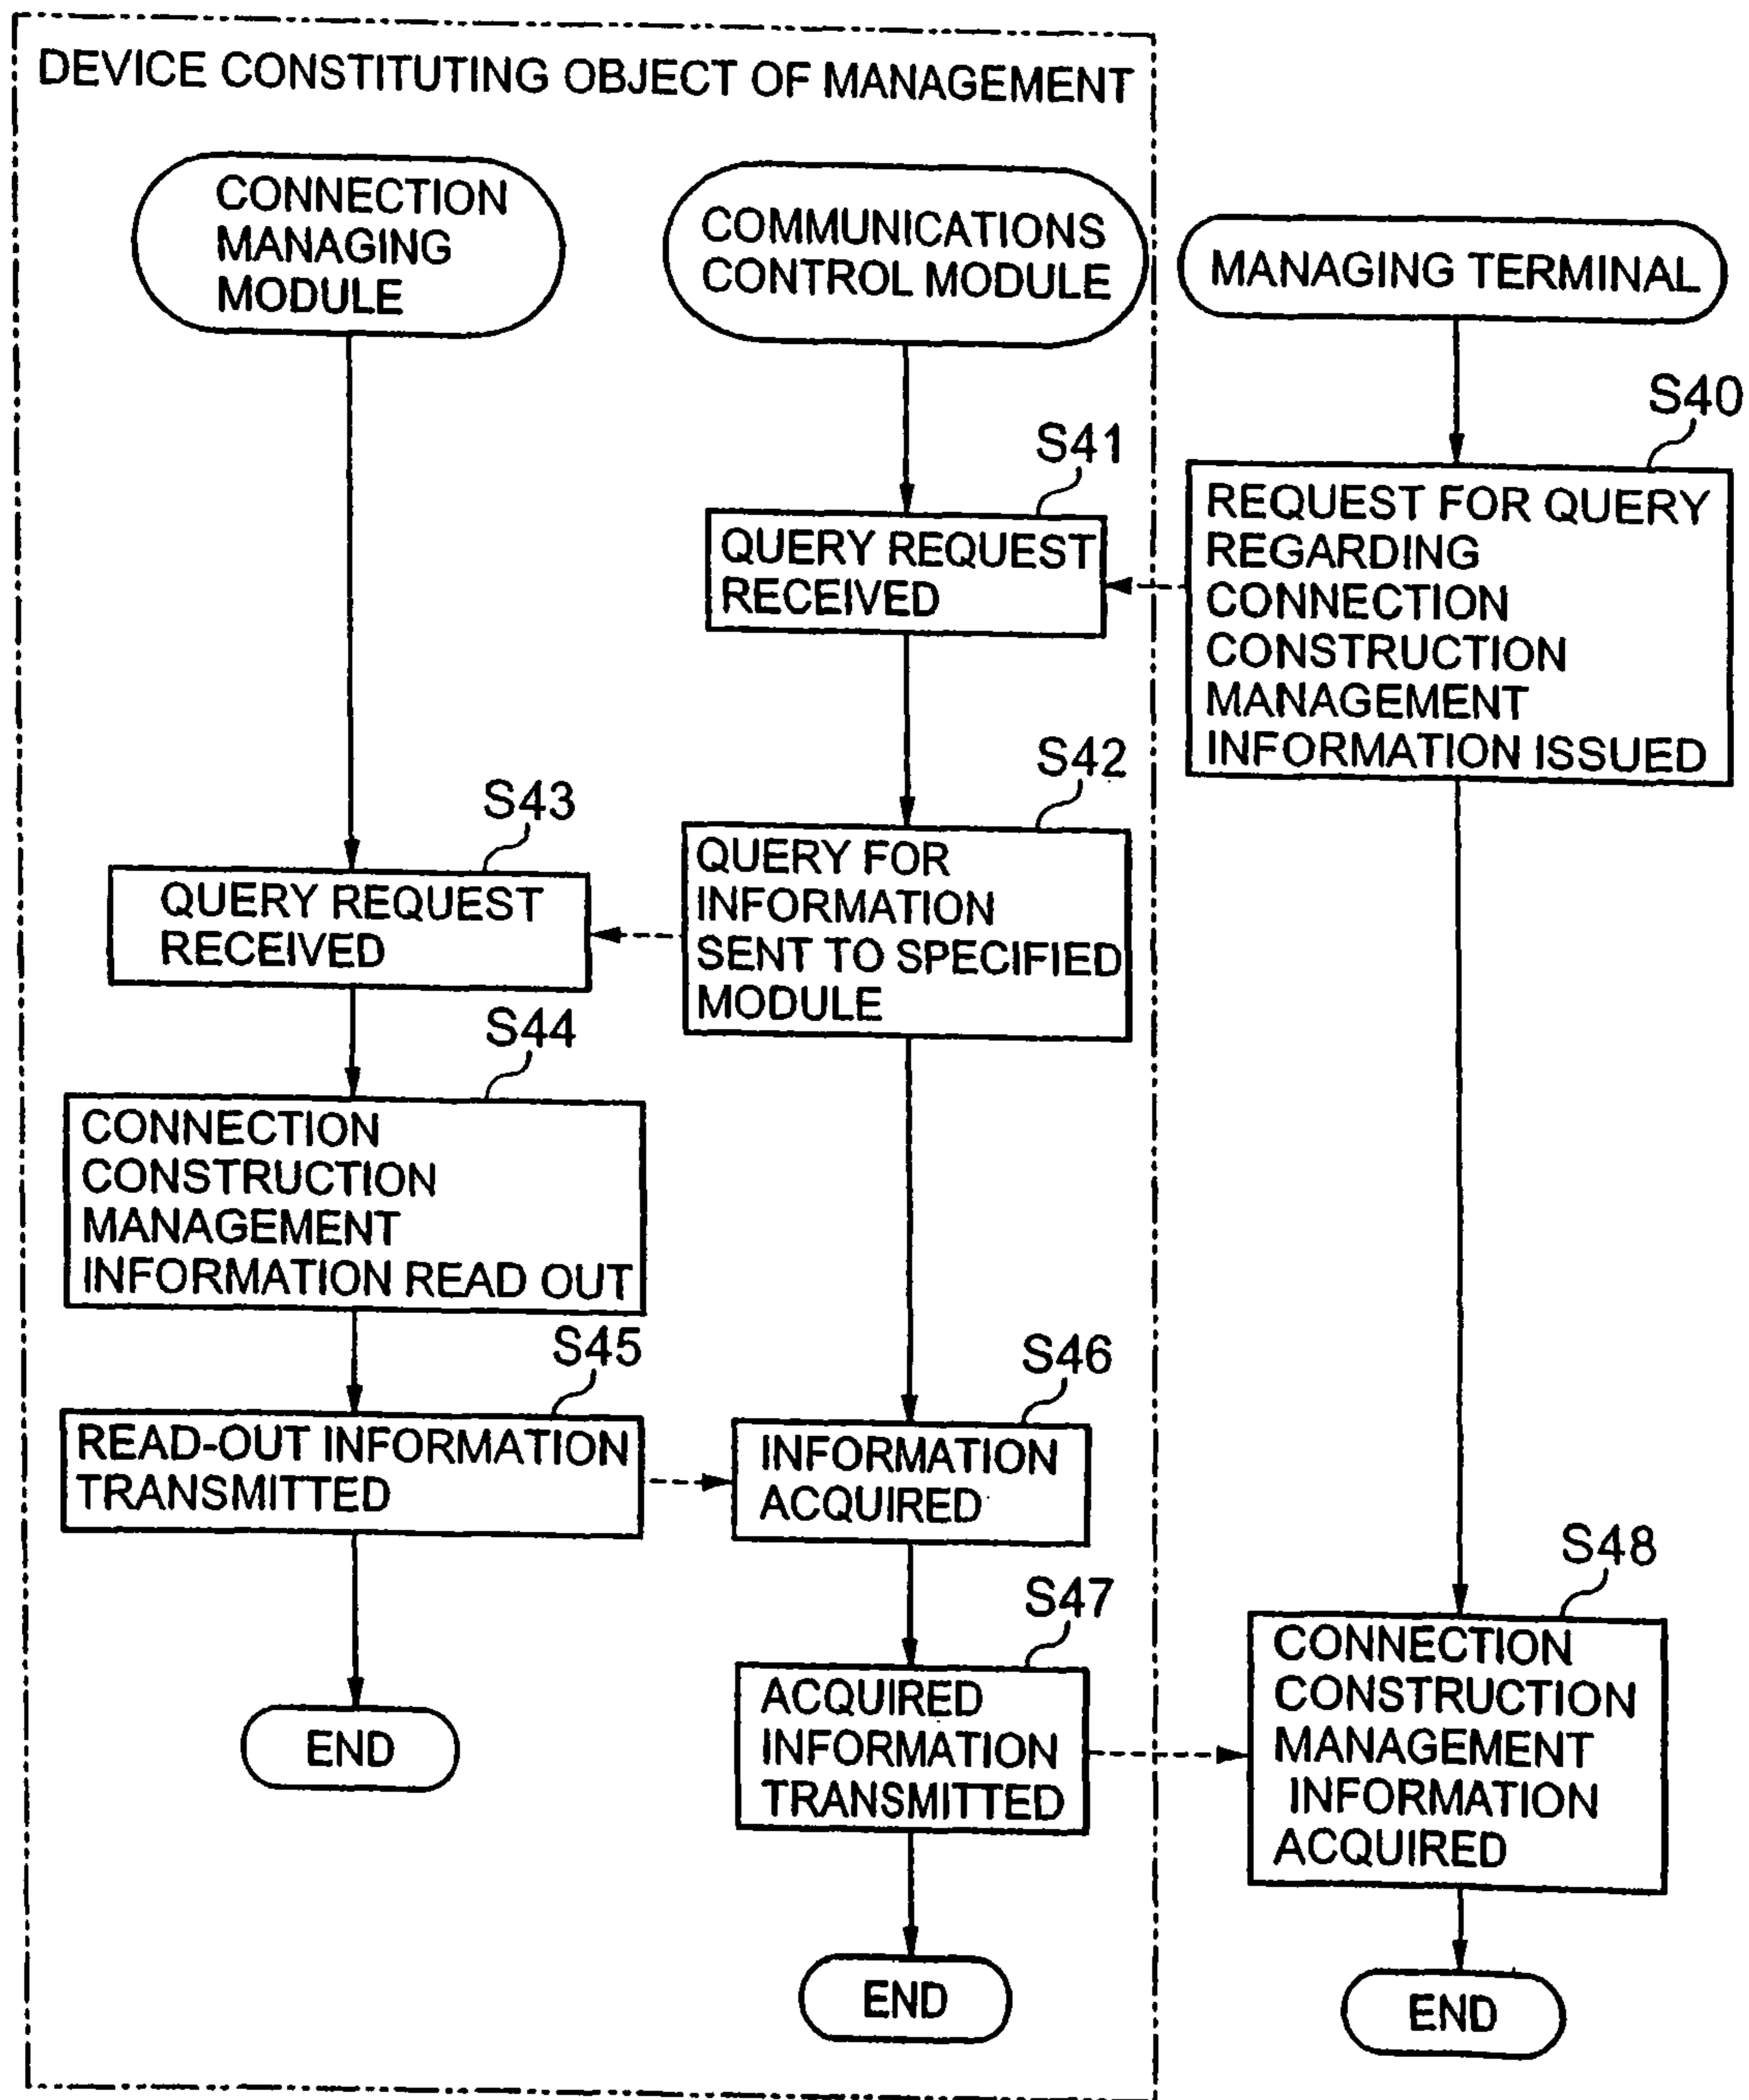 DEVICE CONSTITUTING OBJECT OF MANAGEMENT
CONNECTION
MANAGING
MODULE
COMMUNICATIONS
CONTROL MODULE
MANAGING TERMINAL
S40
REQUEST FOR QUERY
REGARDING
CONNECTION
CONSTRUCTION
MANAGEMENT
INFORMATION ISSUED
S41
QUERY REQUEST
RECEIVED
S42
QUERY FOR
INFORMATION
SENT TO SPECIFIED
MODULE
S43
QUERY REQUEST
RECEIVED
S44
CONNECTION
CONSTRUCTION
MANAGEMENT
INFORMATION READ OUT
S45
READ-OUT INFORMATION
TRANSMITTED
S46
INFORMATION
ACQUIRED
S47
ACQUIRED
INFORMATION
TRANSMITTED
S48
CONNECTION
CONSTRUCTION
MANAGEMENT
INFORMATION
ACQUIRED
END
END
END